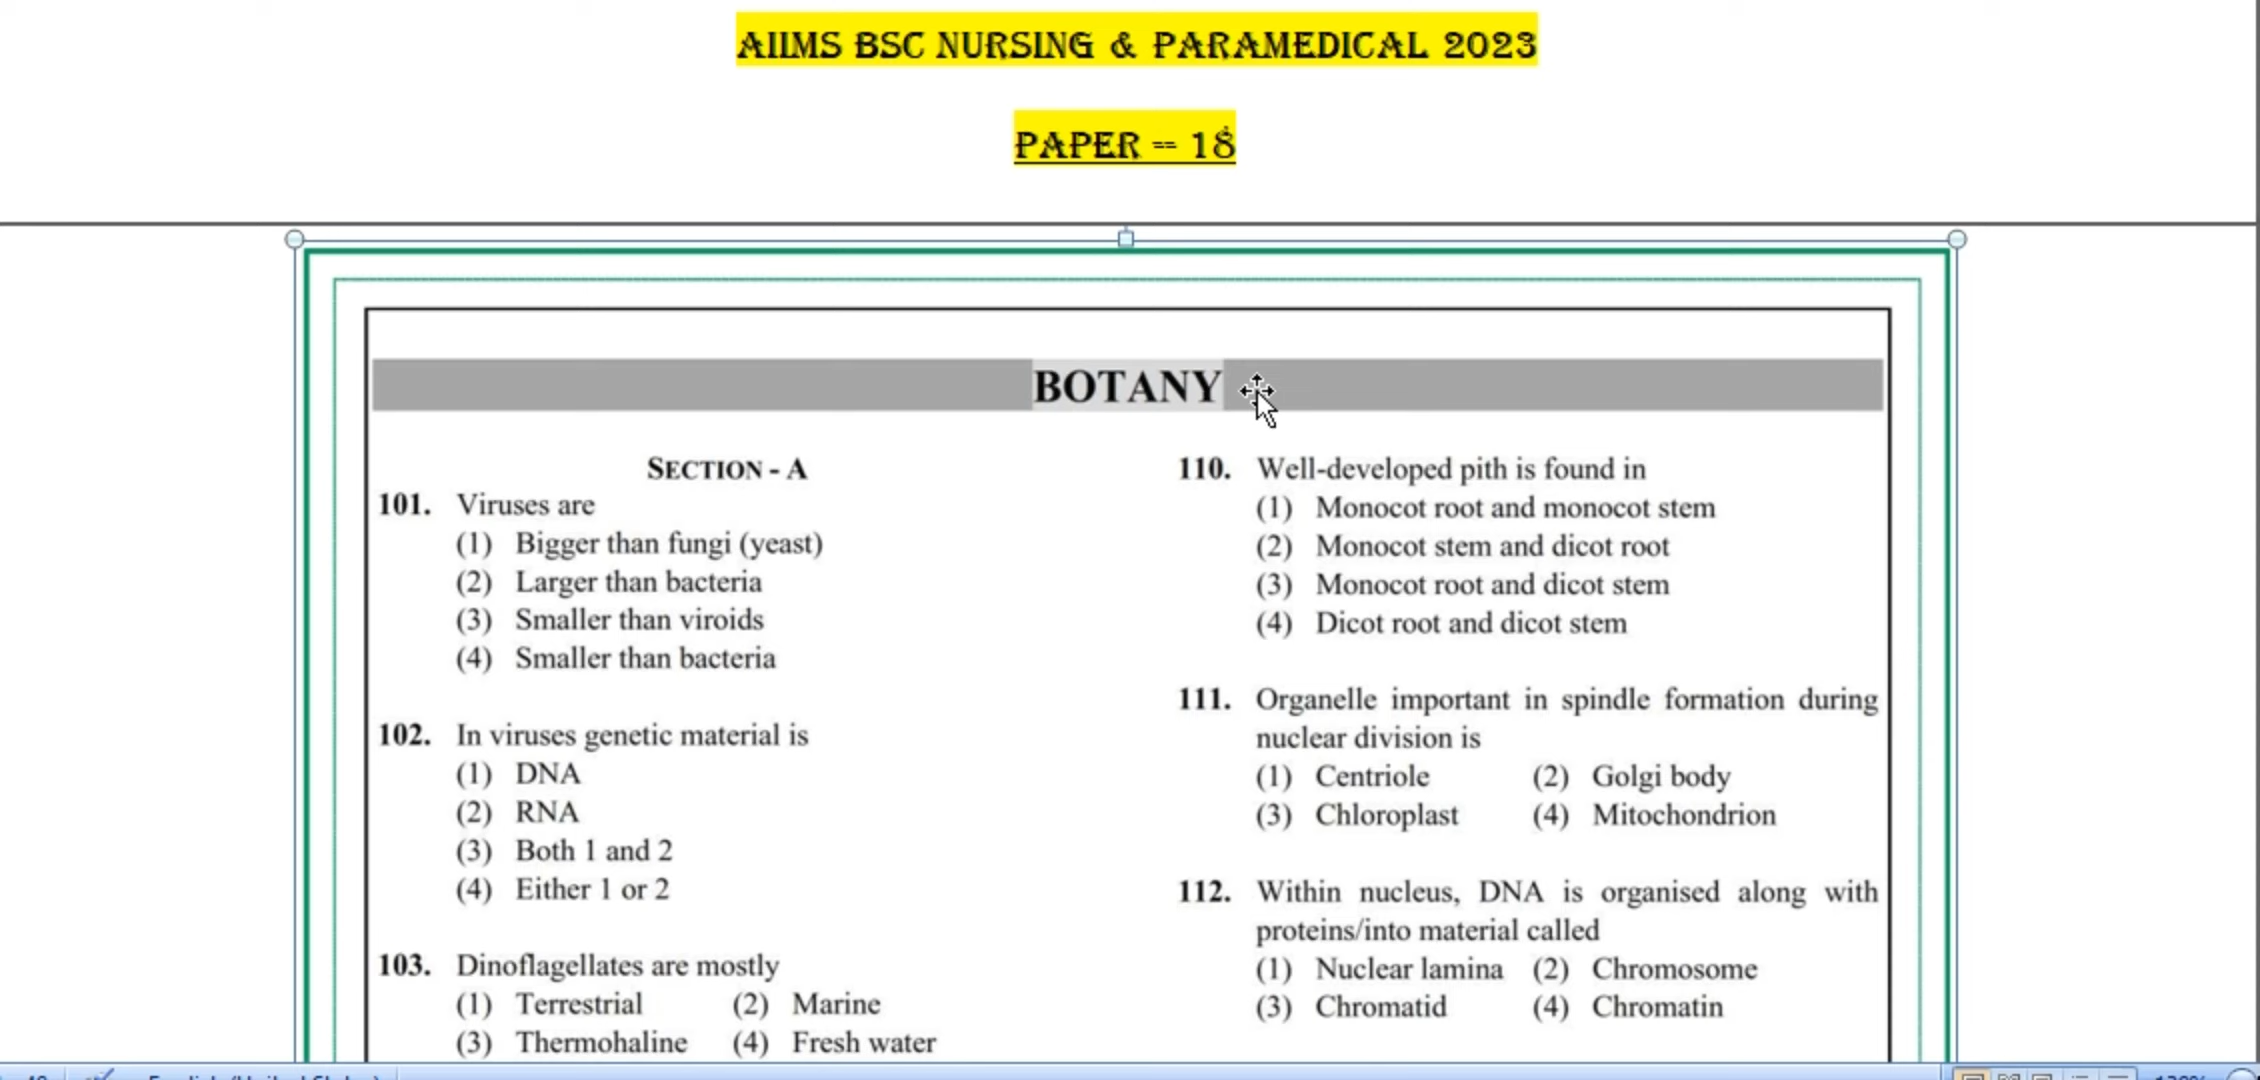 AIIMS BSC NURSING & PARAMEDICAL 2023
PAPER -- 18
BOTANY
SECTION - A
101. Viruses are
(1) Bigger than fungi (yeast)
(2) Larger than bacteria
(3) Smaller than viroids
(4) Smaller than bacteria
102. In viruses genetic material is
(1) DNA
(2) RNA
(3) Both 1 and 2
(4) Either 1 or 2
103. Dinoflagellates are mostly
(1) Terrestrial (2) Marine
(3) Thermohaline (4) Fresh water
110. Well-developed pith is found in
(1) Monocot root and monocot stem
(2) Monocot stem and dicot root
(3) Monocot root and dicot stem
(4) Dicot root and dicot stem
111. Organelle important in spindle formation during
nuclear division is
(1) Centriole (2) Golgi body
(3) Chloroplast (4) Mitochondrion
112. Within nucleus, DNA is organised along with
proteins/into material called
(1) Nuclear lamina (2) Chromosome
(3) Chromatid (4) Chromatin